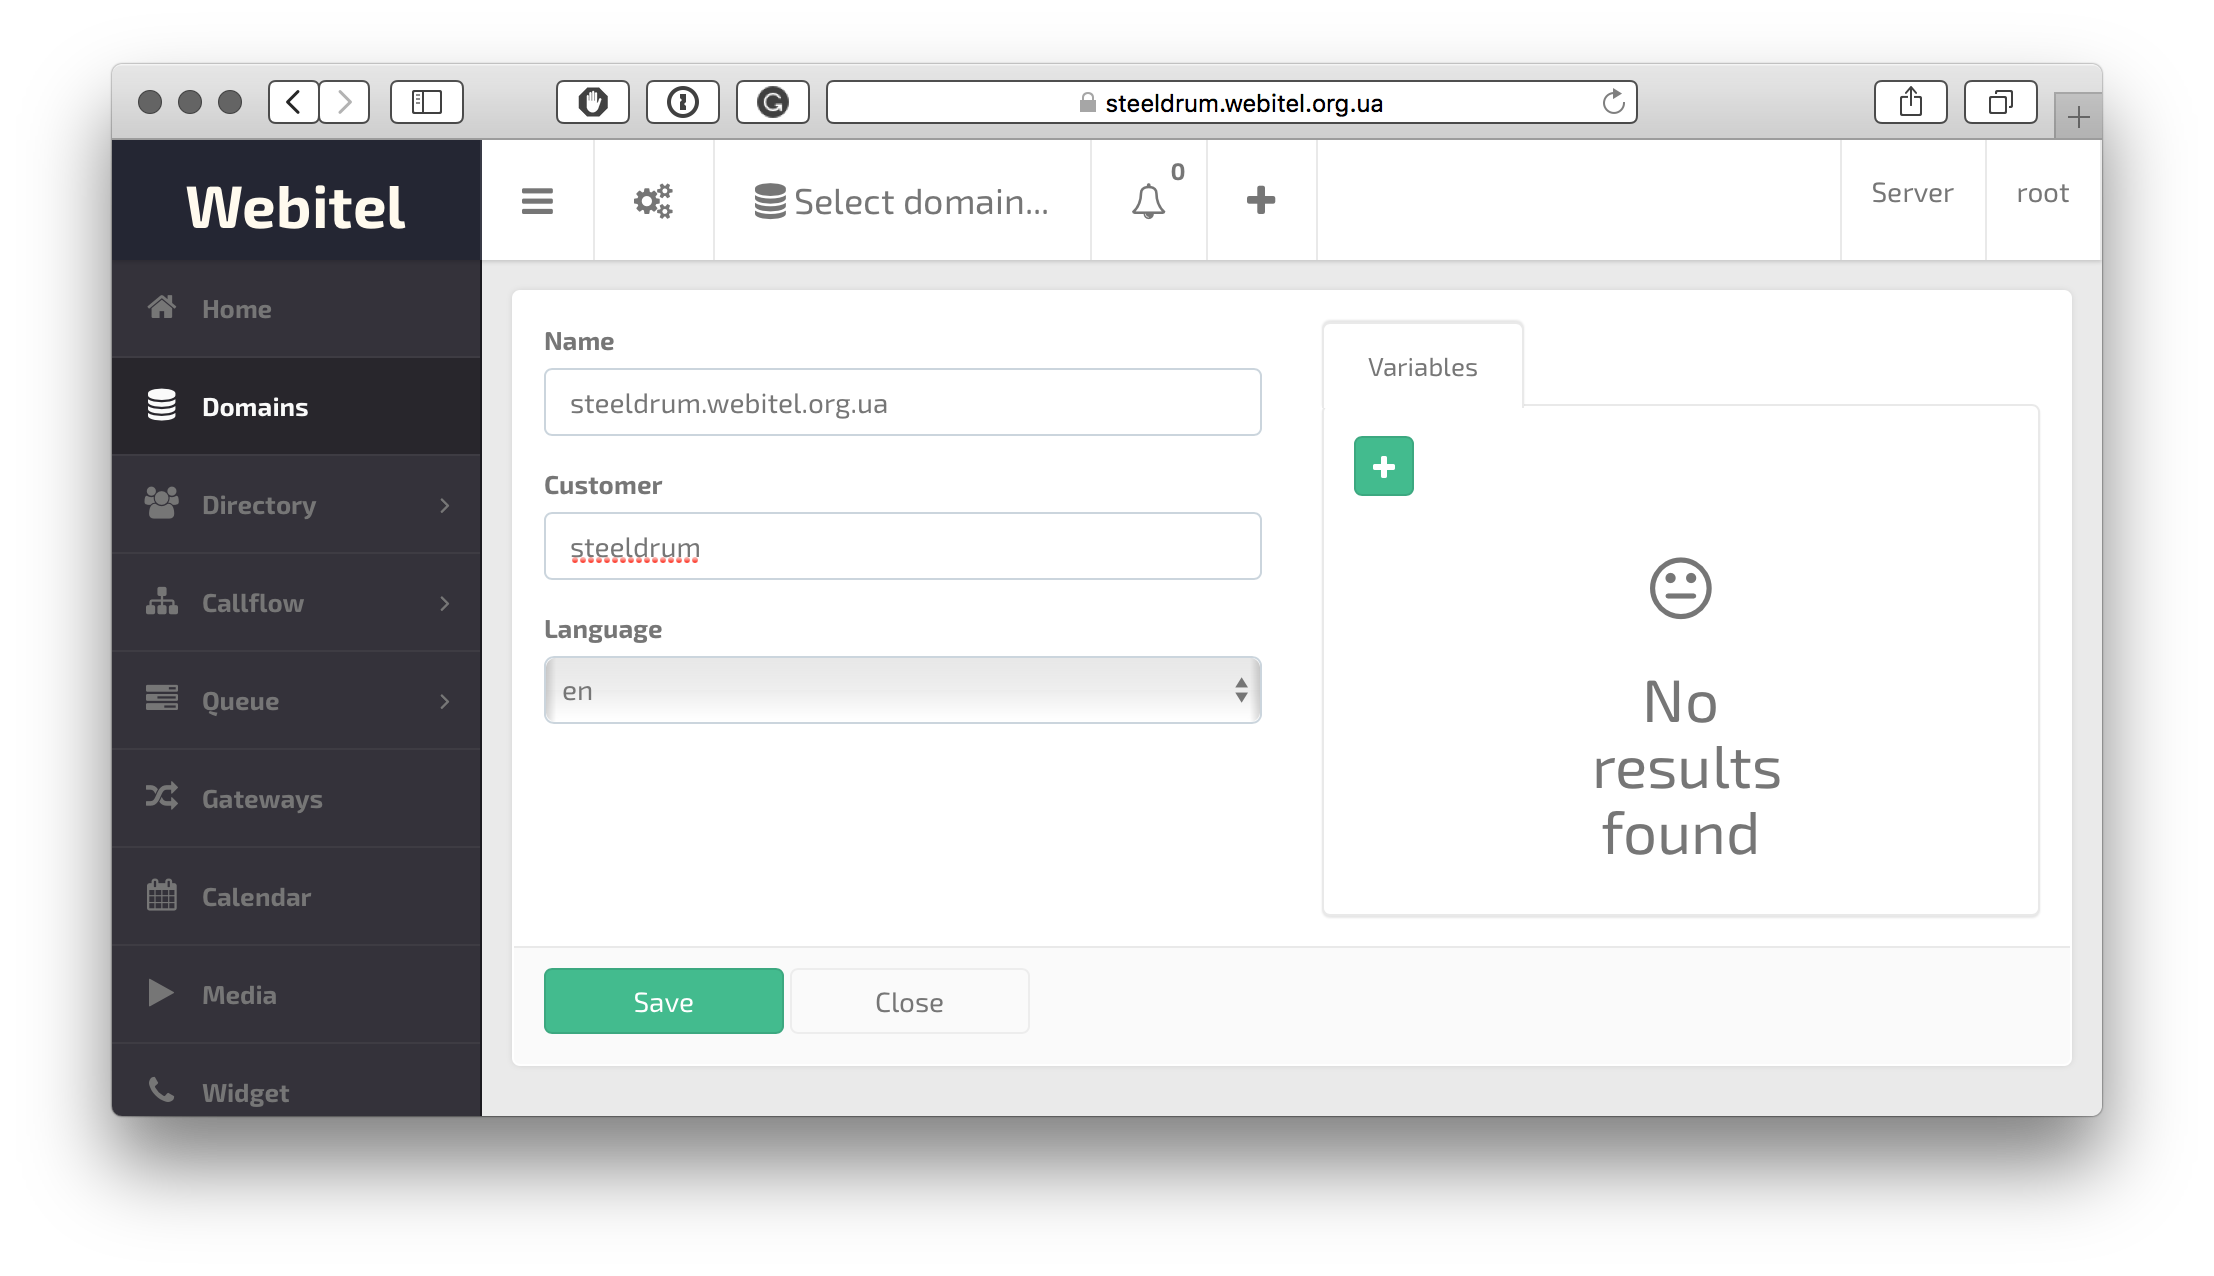 steeldrum.webitel.org.ua
Webitel
Select domain...
0
Server
root
Home
Domains
Directory
Callflow
Queue
Gateways
Calendar
Media
Widget
Name
steeldrum.webitel.org.ua
Customer
steeldrum
Language
en
Variables
No
results
found
Save
Close